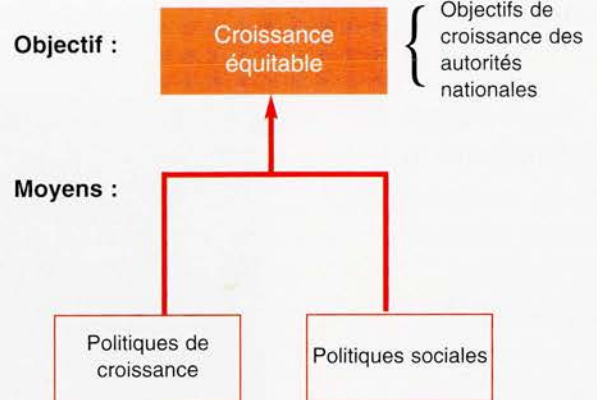 Objectif :
Croissance
équitable
Objectifs de
croissance des
autorités
nationales
Moyens :
Politiques de
croissance
Politiques sociales